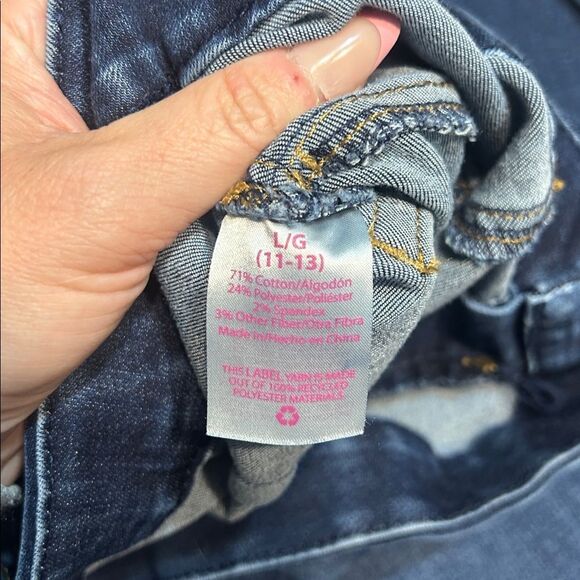 L/G
(11-13)
71% Cotton/Algodón
24% Polyester/Poliéster
2% Spandex
3% Other Fiber/Otra Fibra
Made in/Hecho en China
THIS LABEL YARN IS MADE
OUT OF 100% RECYCLED
POLYESTER MATERIALS.